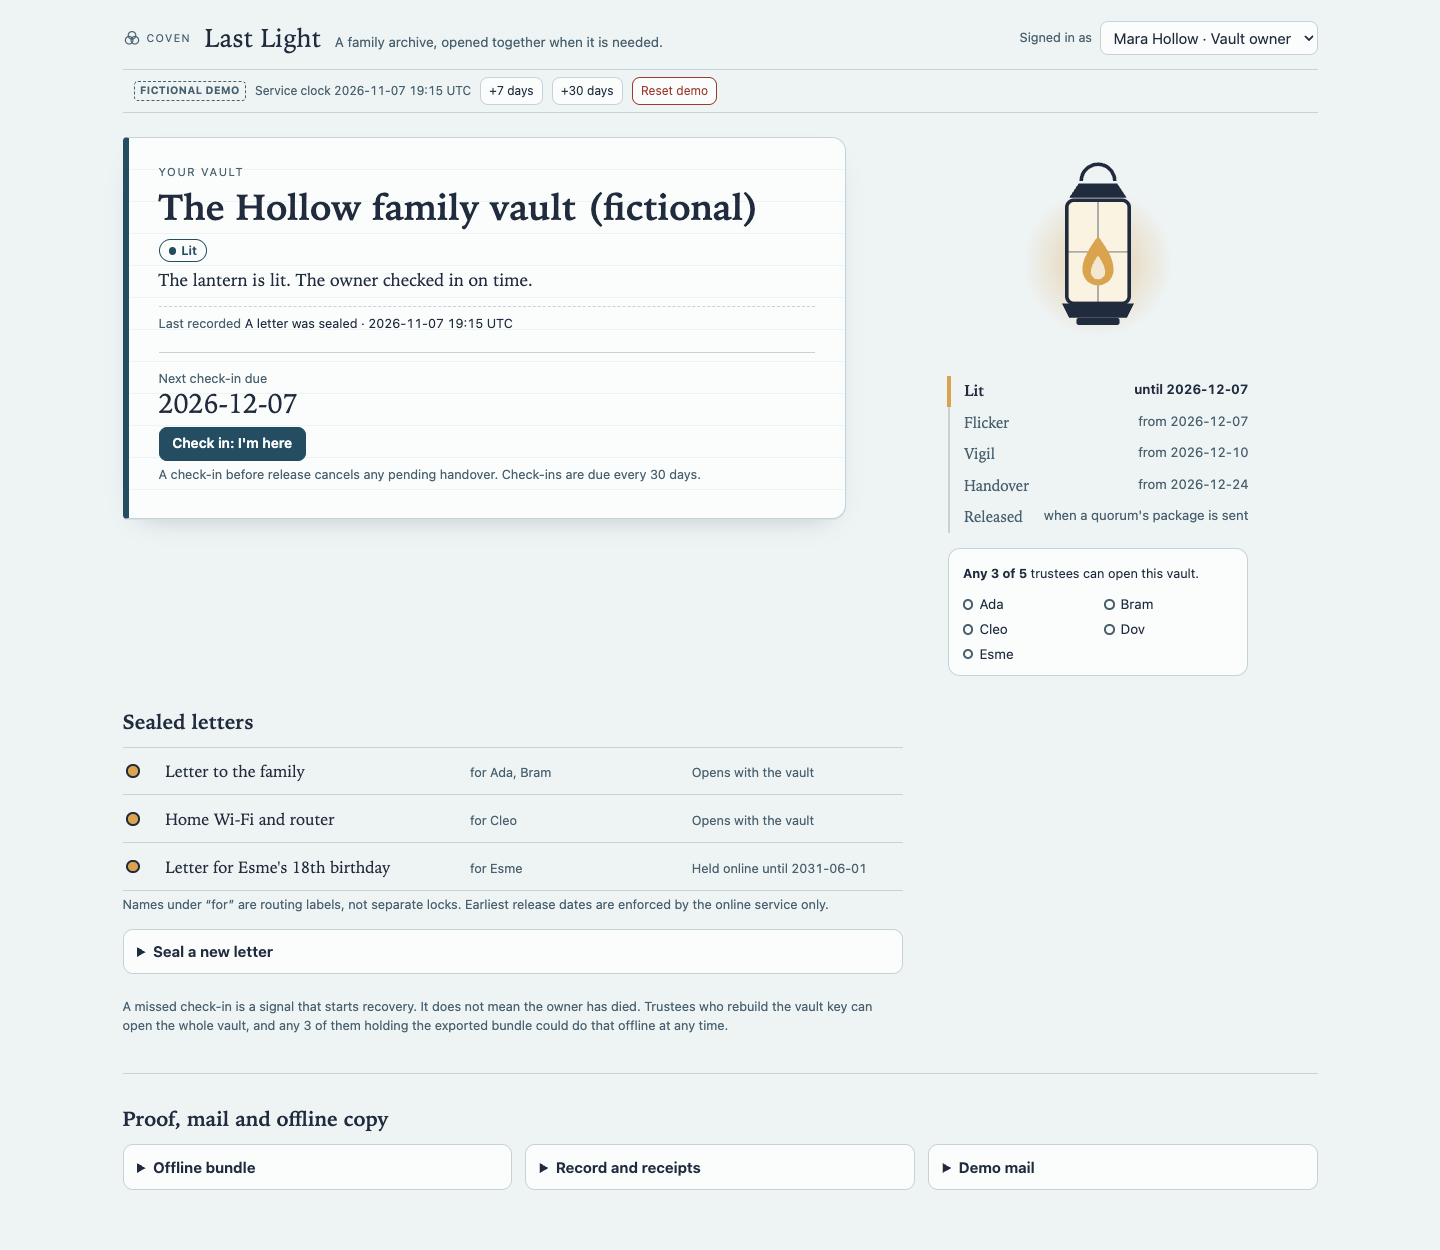 COVEN Last Light A family archive, opened together when it is needed. Signed in as Mara Hollow · Vault owner
FICTIONAL DEMO Service clock 2026-11-07 19:15 UTC +7 days +30 days Reset demo
YOUR VAULT
The Hollow family vault (fictional)
Lit
The lantern is lit. The owner checked in on time.
Last recorded A letter was sealed · 2026-11-07 19:15 UTC
Next check-in due
2026-12-07
Check in: I'm here
A check-in before release cancels any pending handover. Check-ins are due every 30 days.
Lit until 2026-12-07
Flicker from 2026-12-07
Vigil from 2026-12-10
Handover from 2026-12-24
Released when a quorum's package is sent
Any 3 of 5 trustees can open this vault.
Ada Bram
Cleo Dov
Esme
Sealed letters
Letter to the family for Ada, Bram Opens with the vault
Home Wi-Fi and router for Cleo Opens with the vault
Letter for Esme's 18th birthday for Esme Held online until 2031-06-01
Names under “for” are routing labels, not separate locks. Earliest release dates are enforced by the online service only.
Seal a new letter
A missed check-in is a signal that starts recovery. It does not mean the owner has died. Trustees who rebuild the vault key can
open the whole vault, and any 3 of them holding the exported bundle could do that offline at any time.
Proof, mail and offline copy
Offline bundle Record and receipts Demo mail